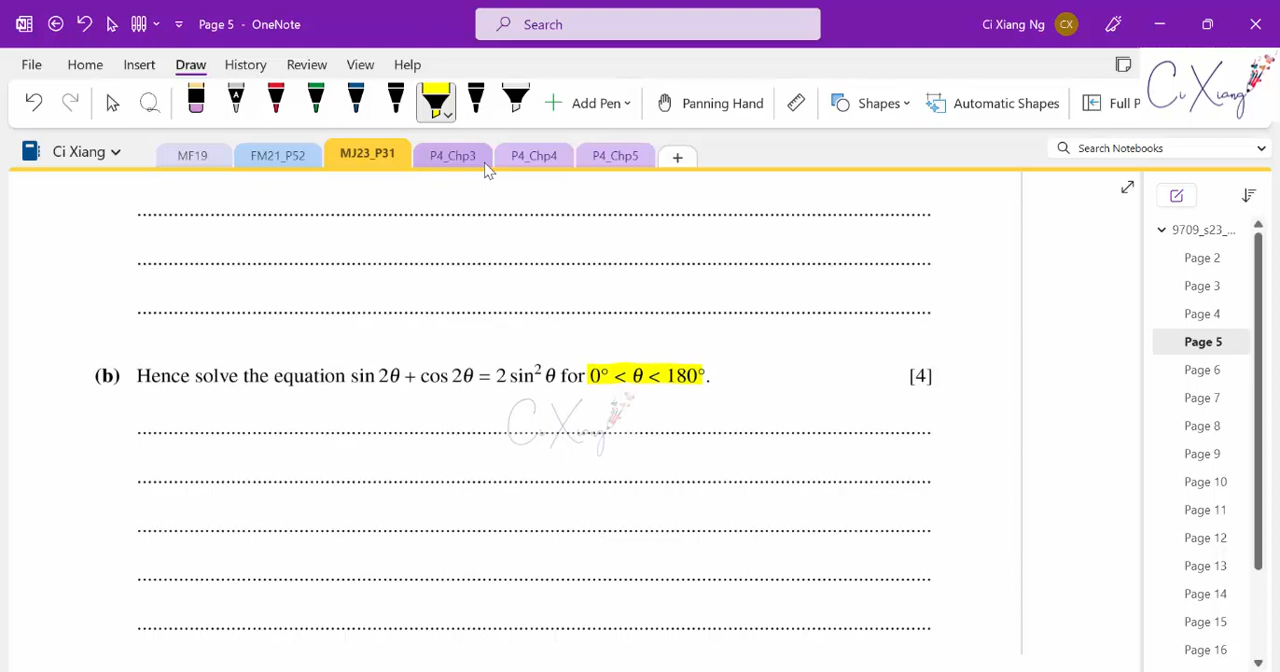 Page 5 - OneNote
Search
Ci Xiang Ng
CX
File Home Insert Draw History Review View Help
A
Add Pen
Panning Hand
Shapes
Automatic Shapes
Full P
Ci Xiang
Ci Xiang
MF19
FM21_P52
MJ23_P31
P4_Chp3
P4_Chp4
P4_Chp5
+
Search Notebooks
9709_s23_...
Page 2
Page 3
Page 4
Page 5
Page 6
Page 7
Page 8
Page 9
Page 10
Page 11
Page 12
Page 13
Page 14
Page 15
Page 16
(b) Hence solve the equation sin 2θ + cos 2θ = 2 sin² θ for 0° < θ < 180°. [4]
Ci Xiang